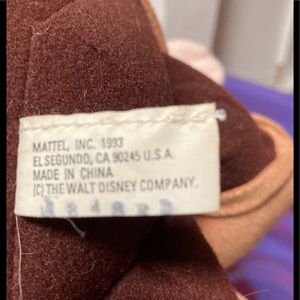 MATTEL, INC. 1993
EL SEGUNDO, CA 90245 U.S.A.
MADE IN CHINA
(C) THE WALT DISNEY COMPANY.